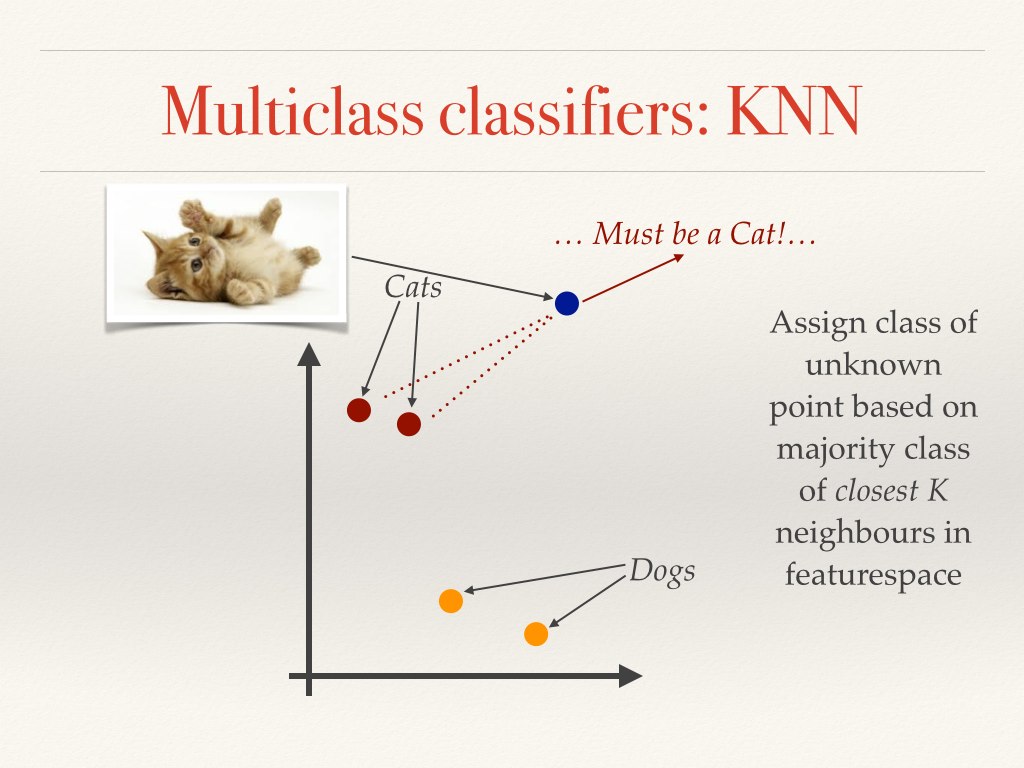 Multiclass classifiers: KNN
… Must be a Cat!…
Cats
Assign class of
unknown
point based on
majority class
of closest K
neighbours in
featurespace
Dogs